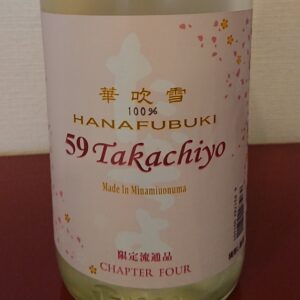 華吹雪
100%
HANAFUBUKI
59 Takachiyo
Made in Minamiuonuma
限定流通品
CHAPTER FOUR